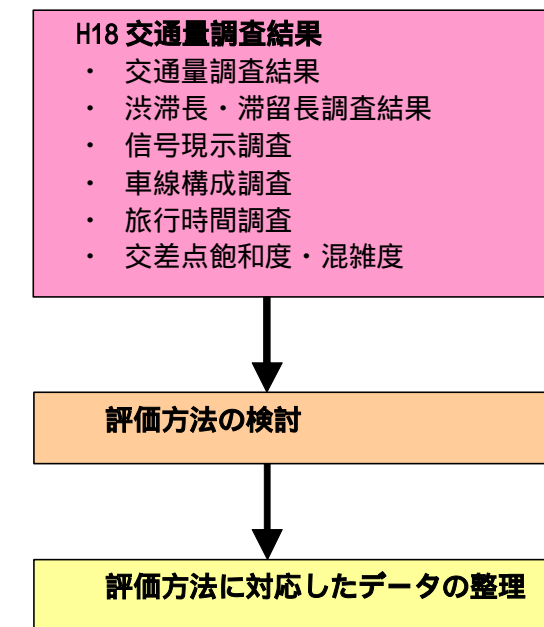 H18 交通量調査結果
・ 交通量調査結果
・ 渋滞長・滞留長調査結果
・ 信号現示調査
・ 車線構成調査
・ 旅行時間調査
・ 交差点飽和度・混雑度
評価方法の検討
評価方法に対応したデータの整理